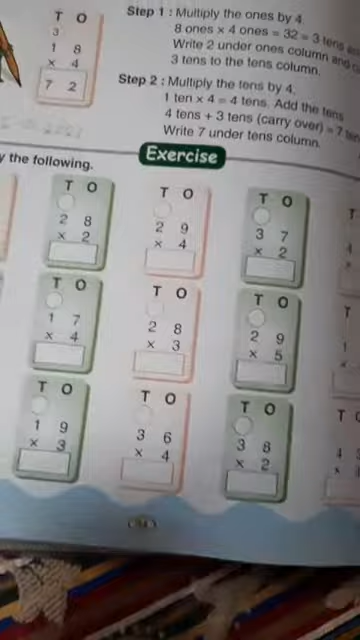 T O
3
1 8
× 4
7 2
Step 1 : Multiply the ones by 4.
8 ones × 4 ones = 32 = 3 tens
Write 2 under ones column and
3 tens to the tens column.
Step 2 : Multiply the tens by 4.
1 ten × 4 = 4 tens. Add the tens
4 tens + 3 tens (carry over) = 7
Write 7 under tens column.
the following.
Exercise
T O
2 8
× 2
T O
2 9
× 4
T O
3 7
× 2
T
4
×
T O
1 7
× 4
T O
2 8
× 3
T O
2 9
× 5
T
1
T O
1 9
× 3
T O
3 6
× 4
T O
3 8
× 2
T
4
×